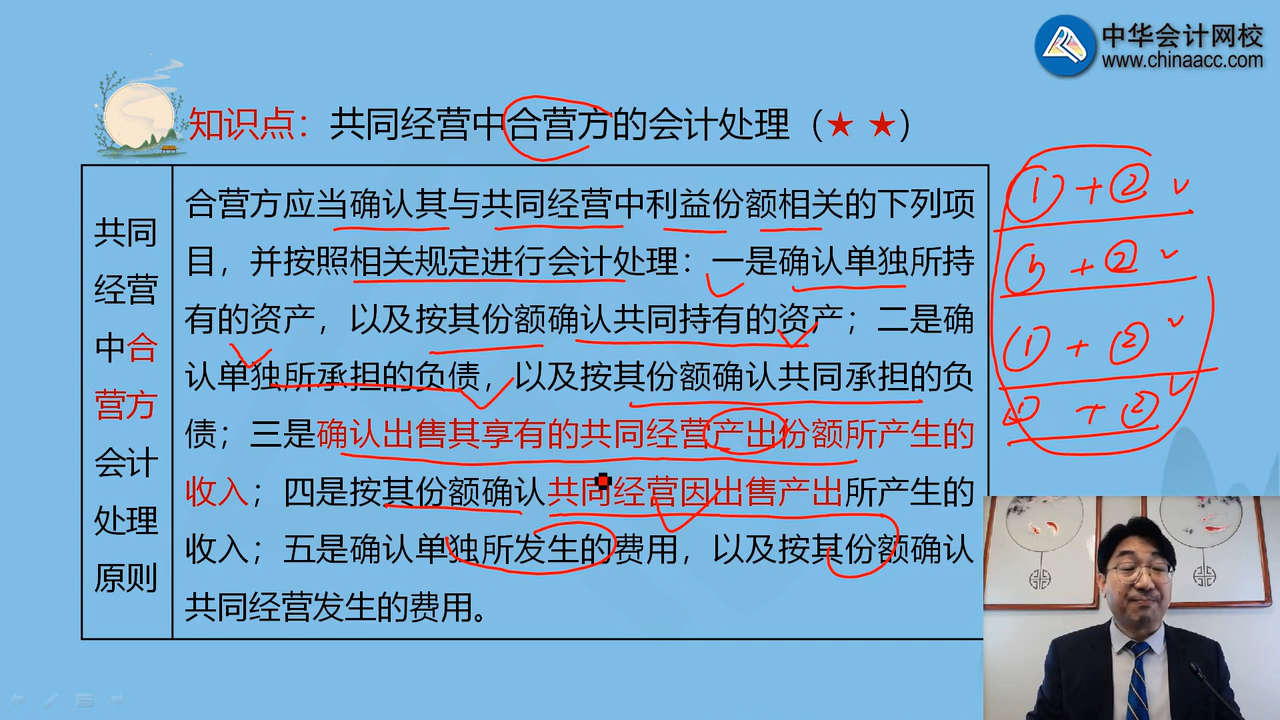 中华会计网校
www.chinaacc.com
知识点：共同经营中合营方的会计处理（★ ★）
共同
经营
中合
营方
会计
处理
原则
合营方应当确认其与共同经营中利益份额相关的下列项
目，并按照相关规定进行会计处理：一是确认单独所持
有的资产，以及按其份额确认共同持有的资产；二是确
认单独所承担的负债，以及按其份额确认共同承担的负
债；三是确认出售其享有的共同经营产出份额所产生的
收入；四是按其份额确认共同经营因出售产出所产生的
收入；五是确认单独所发生的费用，以及按其份额确认
共同经营发生的费用。
①+②
①+②
①+②
①+②